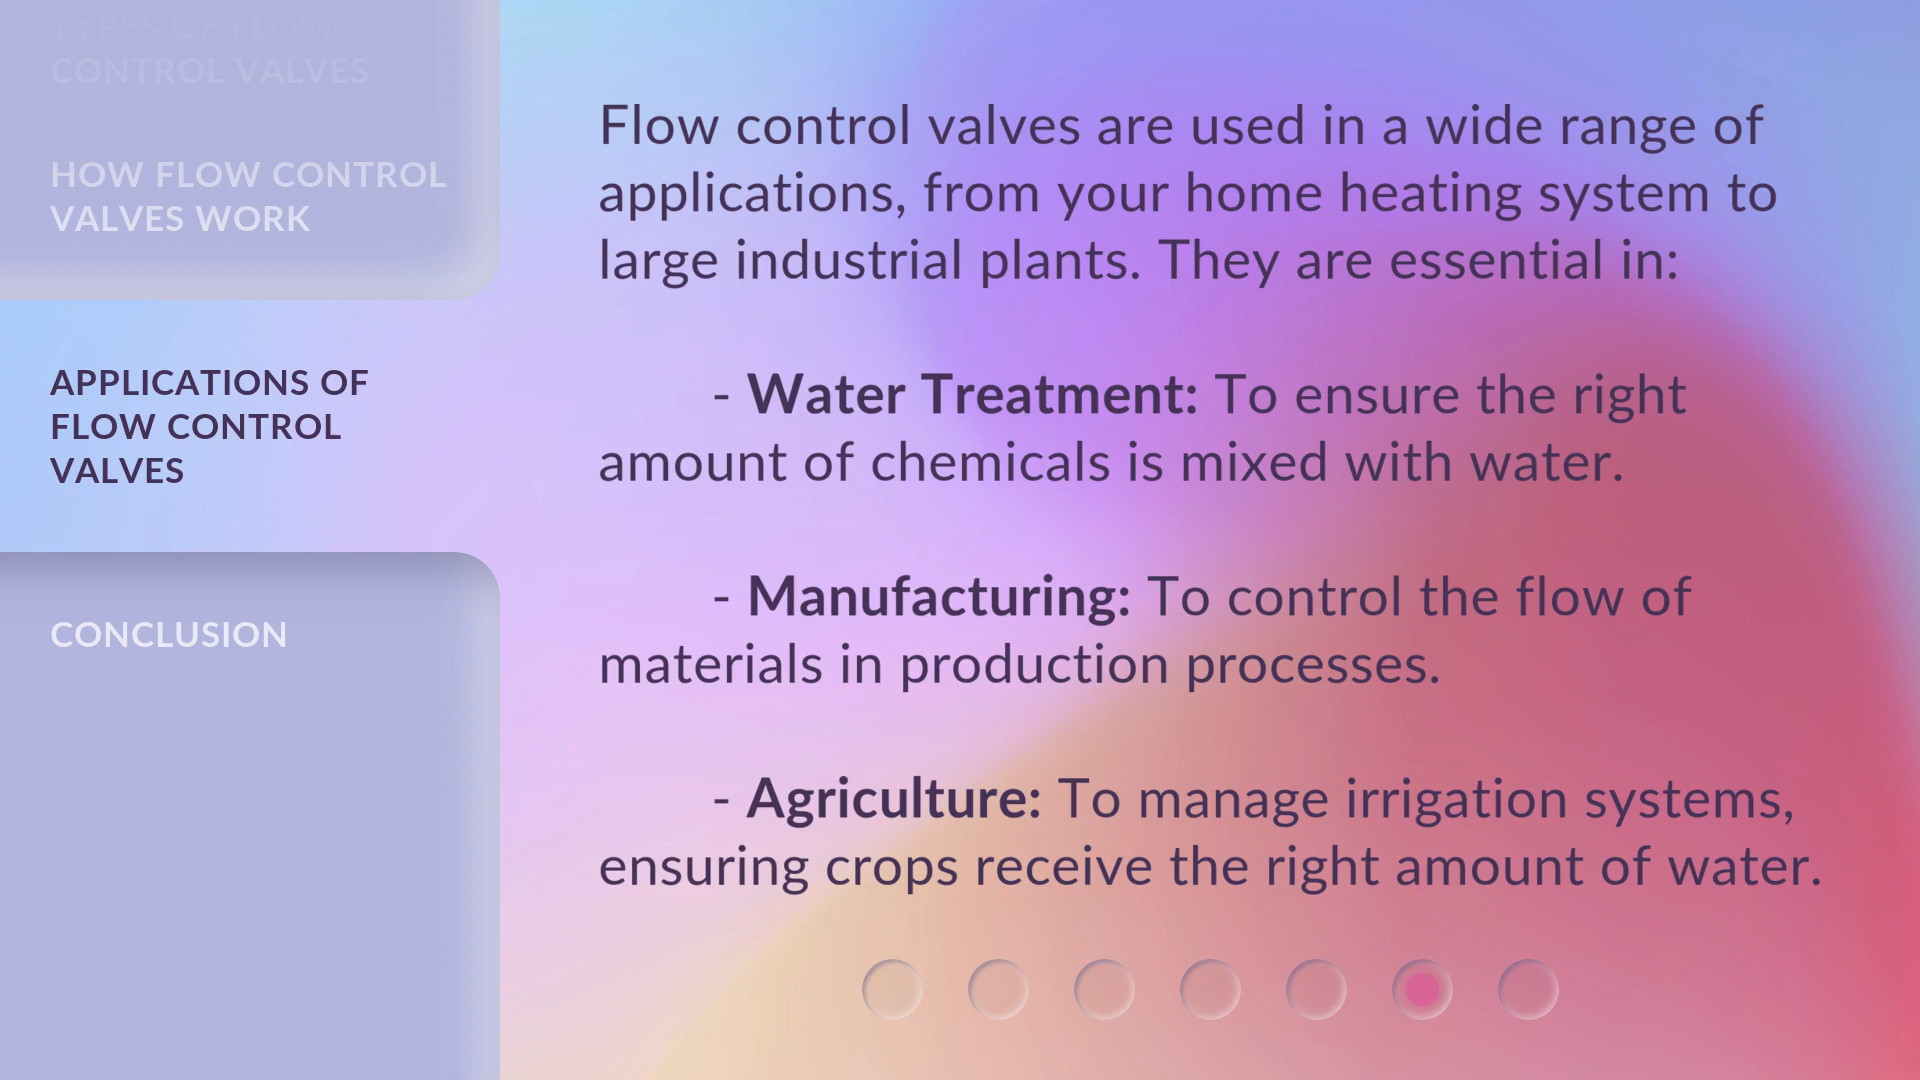 TYPES OF FLOW
CONTROL VALVES
HOW FLOW CONTROL
VALVES WORK
APPLICATIONS OF
FLOW CONTROL
VALVES
CONCLUSION
Flow control valves are used in a wide range of
applications, from your home heating system to
large industrial plants. They are essential in:
- Water Treatment: To ensure the right
amount of chemicals is mixed with water.
- Manufacturing: To control the flow of
materials in production processes.
- Agriculture: To manage irrigation systems,
ensuring crops receive the right amount of water.